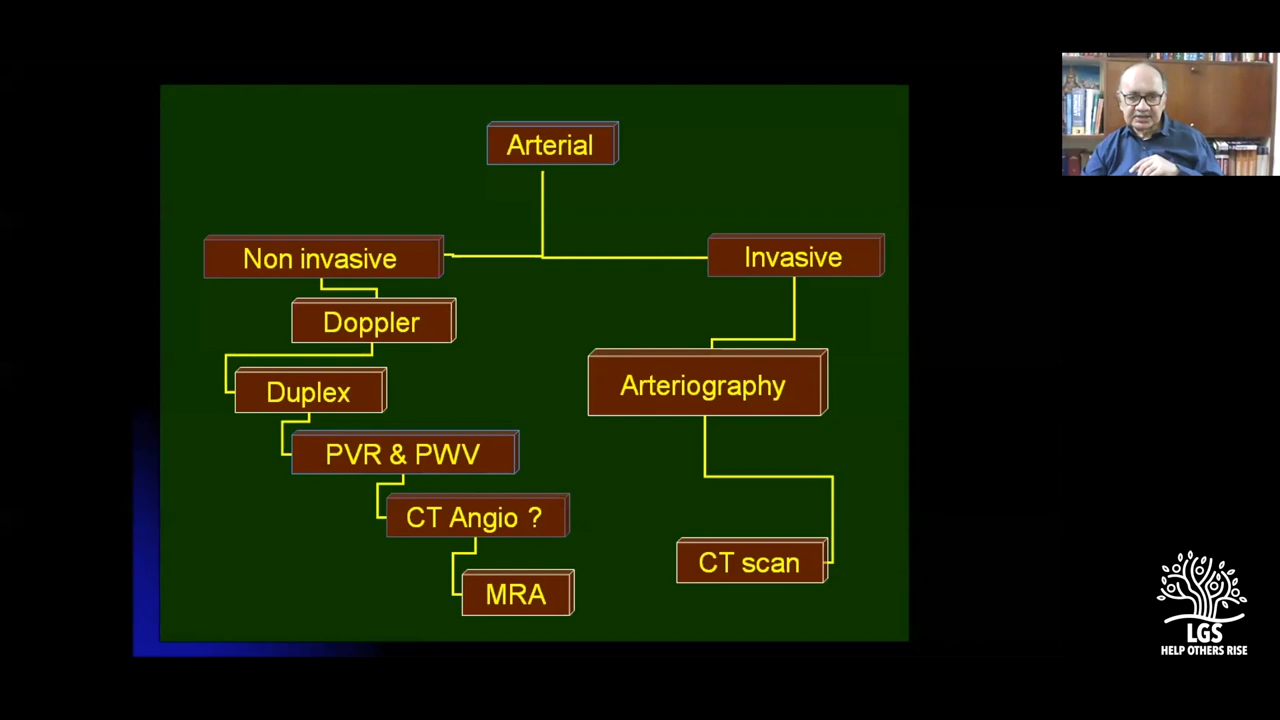 Arterial
Non invasive
Invasive
Doppler
Arteriography
Duplex
PVR & PWV
CT Angio ?
CT scan
MRA
LGS
HELP OTHERS RISE